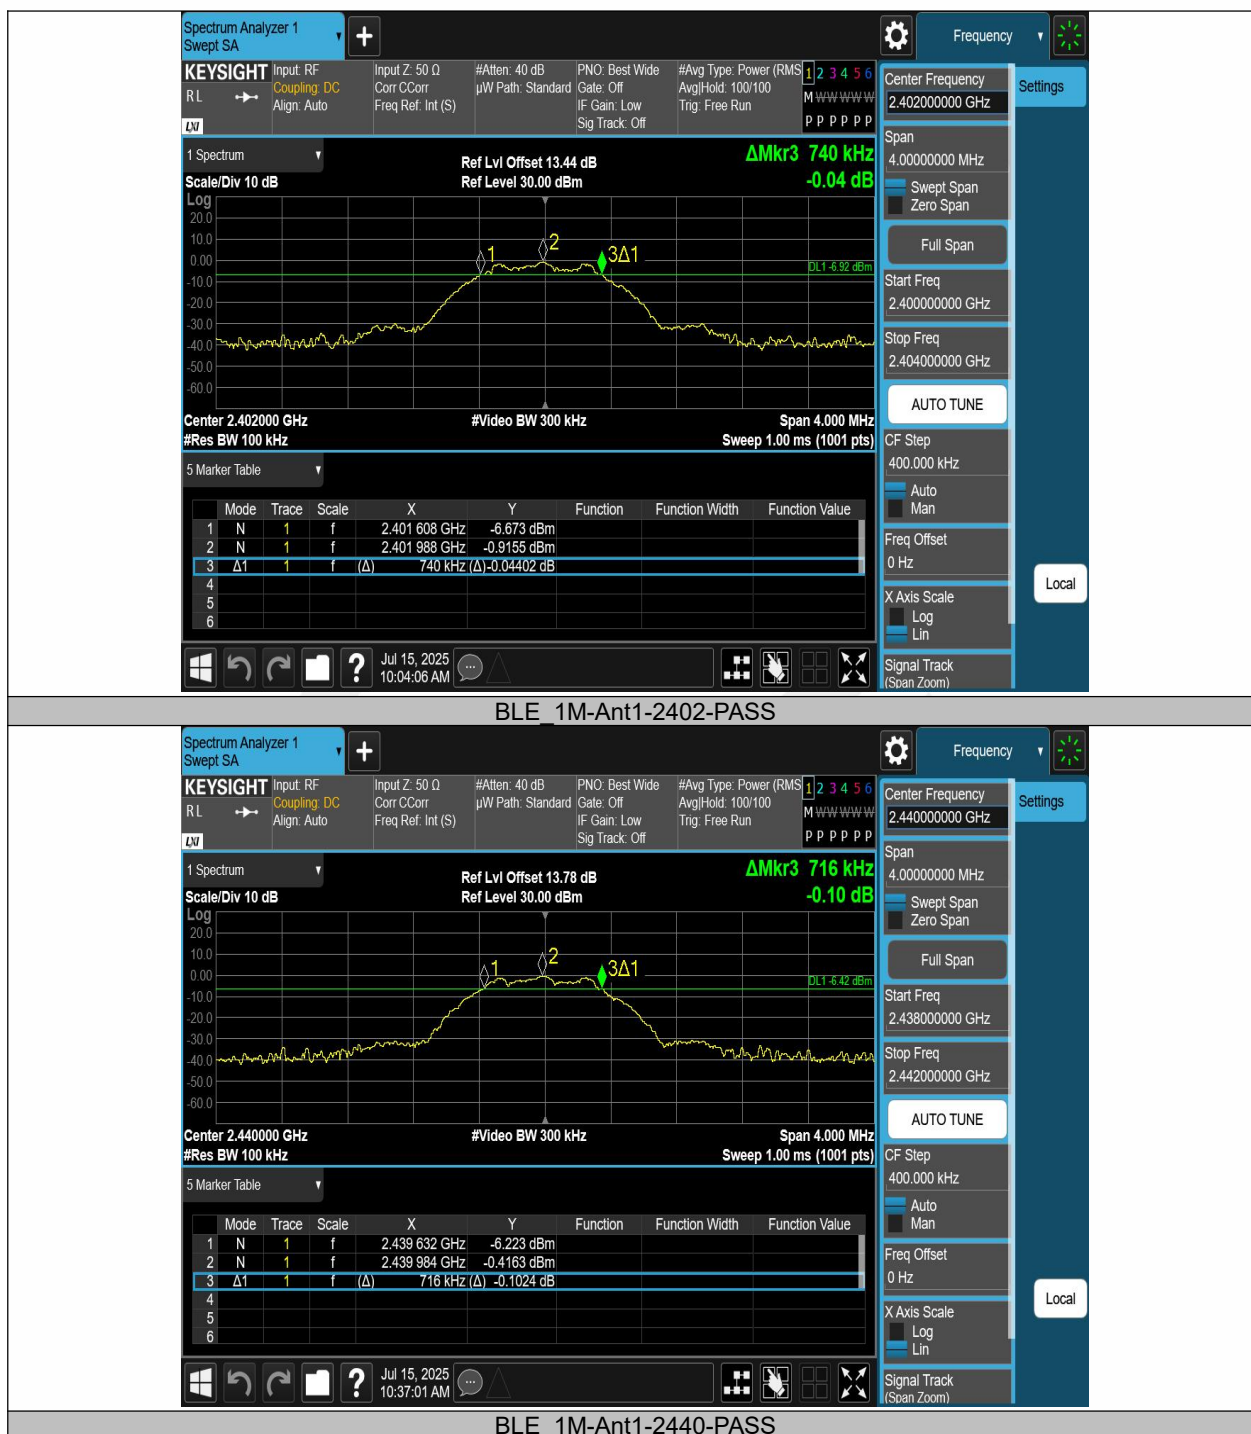 Spectrum Analyzer 1
Swept SA
Frequency
KEYSIGHT
RL
LXI
Input: RF
Coupling: DC
Align: Auto
Input Z: 50 Ω
Corr CCorr
Freq Ref: Int (S)
#Atten: 40 dB
µW Path: Standard
PNO: Best Wide
Gate: Off
IF Gain: Low
Sig Track: Off
#Avg Type: Power (RMS
Avg|Hold: 100/100
Trig: Free Run
1 2 3 4 5 6
M W W W W W
P P P P P P
Center Frequency
2.402000000 GHz
Settings
Span
4.00000000 MHz
Swept Span
Zero Span
Full Span
Start Freq
2.400000000 GHz
Stop Freq
2.404000000 GHz
AUTO TUNE
CF Step
400.000 kHz
Auto
Man
Freq Offset
0 Hz
X Axis Scale
Log
Lin
Signal Track
(Span Zoom)
Local
1 Spectrum
Scale/Div 10 dB
Log
Ref Lvl Offset 13.44 dB
Ref Level 30.00 dBm
ΔMkr3 740 kHz
-0.04 dB
20.0
10.0
0.00
-10.0
-20.0
-30.0
-40.0
-50.0
-60.0
1
2
3Δ1
DL1 -6.92 dBm
Center 2.402000 GHz
#Video BW 300 kHz
Span 4.000 MHz
#Res BW 100 kHz
Sweep 1.00 ms (1001 pts)
5 Marker Table
Mode Trace Scale X Y Function Function Width Function Value
1 N 1 f 2.401 608 GHz -6.673 dBm
2 N 1 f 2.401 988 GHz -0.9155 dBm
3 Δ1 1 f (Δ) 740 kHz (Δ) -0.04402 dB
4
5
6
?
Jul 15, 2025
10:04:06 AM
BLE_1M-Ant1-2402-PASS
Spectrum Analyzer 1
Swept SA
Frequency
KEYSIGHT
RL
LXI
Input: RF
Coupling: DC
Align: Auto
Input Z: 50 Ω
Corr CCorr
Freq Ref: Int (S)
#Atten: 40 dB
µW Path: Standard
PNO: Best Wide
Gate: Off
IF Gain: Low
Sig Track: Off
#Avg Type: Power (RMS
Avg|Hold: 100/100
Trig: Free Run
1 2 3 4 5 6
M W W W W W
P P P P P P
Center Frequency
2.440000000 GHz
Settings
Span
4.00000000 MHz
Swept Span
Zero Span
Full Span
Start Freq
2.438000000 GHz
Stop Freq
2.442000000 GHz
AUTO TUNE
CF Step
400.000 kHz
Auto
Man
Freq Offset
0 Hz
X Axis Scale
Log
Lin
Signal Track
(Span Zoom)
Local
1 Spectrum
Scale/Div 10 dB
Log
Ref Lvl Offset 13.78 dB
Ref Level 30.00 dBm
ΔMkr3 716 kHz
-0.10 dB
20.0
10.0
0.00
-10.0
-20.0
-30.0
-40.0
-50.0
-60.0
1
2
3Δ1
DL1 -6.42 dBm
Center 2.440000 GHz
#Video BW 300 kHz
Span 4.000 MHz
#Res BW 100 kHz
Sweep 1.00 ms (1001 pts)
5 Marker Table
Mode Trace Scale X Y Function Function Width Function Value
1 N 1 f 2.439 632 GHz -6.223 dBm
2 N 1 f 2.439 984 GHz -0.4163 dBm
3 Δ1 1 f (Δ) 716 kHz (Δ) -0.1024 dB
4
5
6
?
Jul 15, 2025
10:37:01 AM
BLE_1M-Ant1-2440-PASS